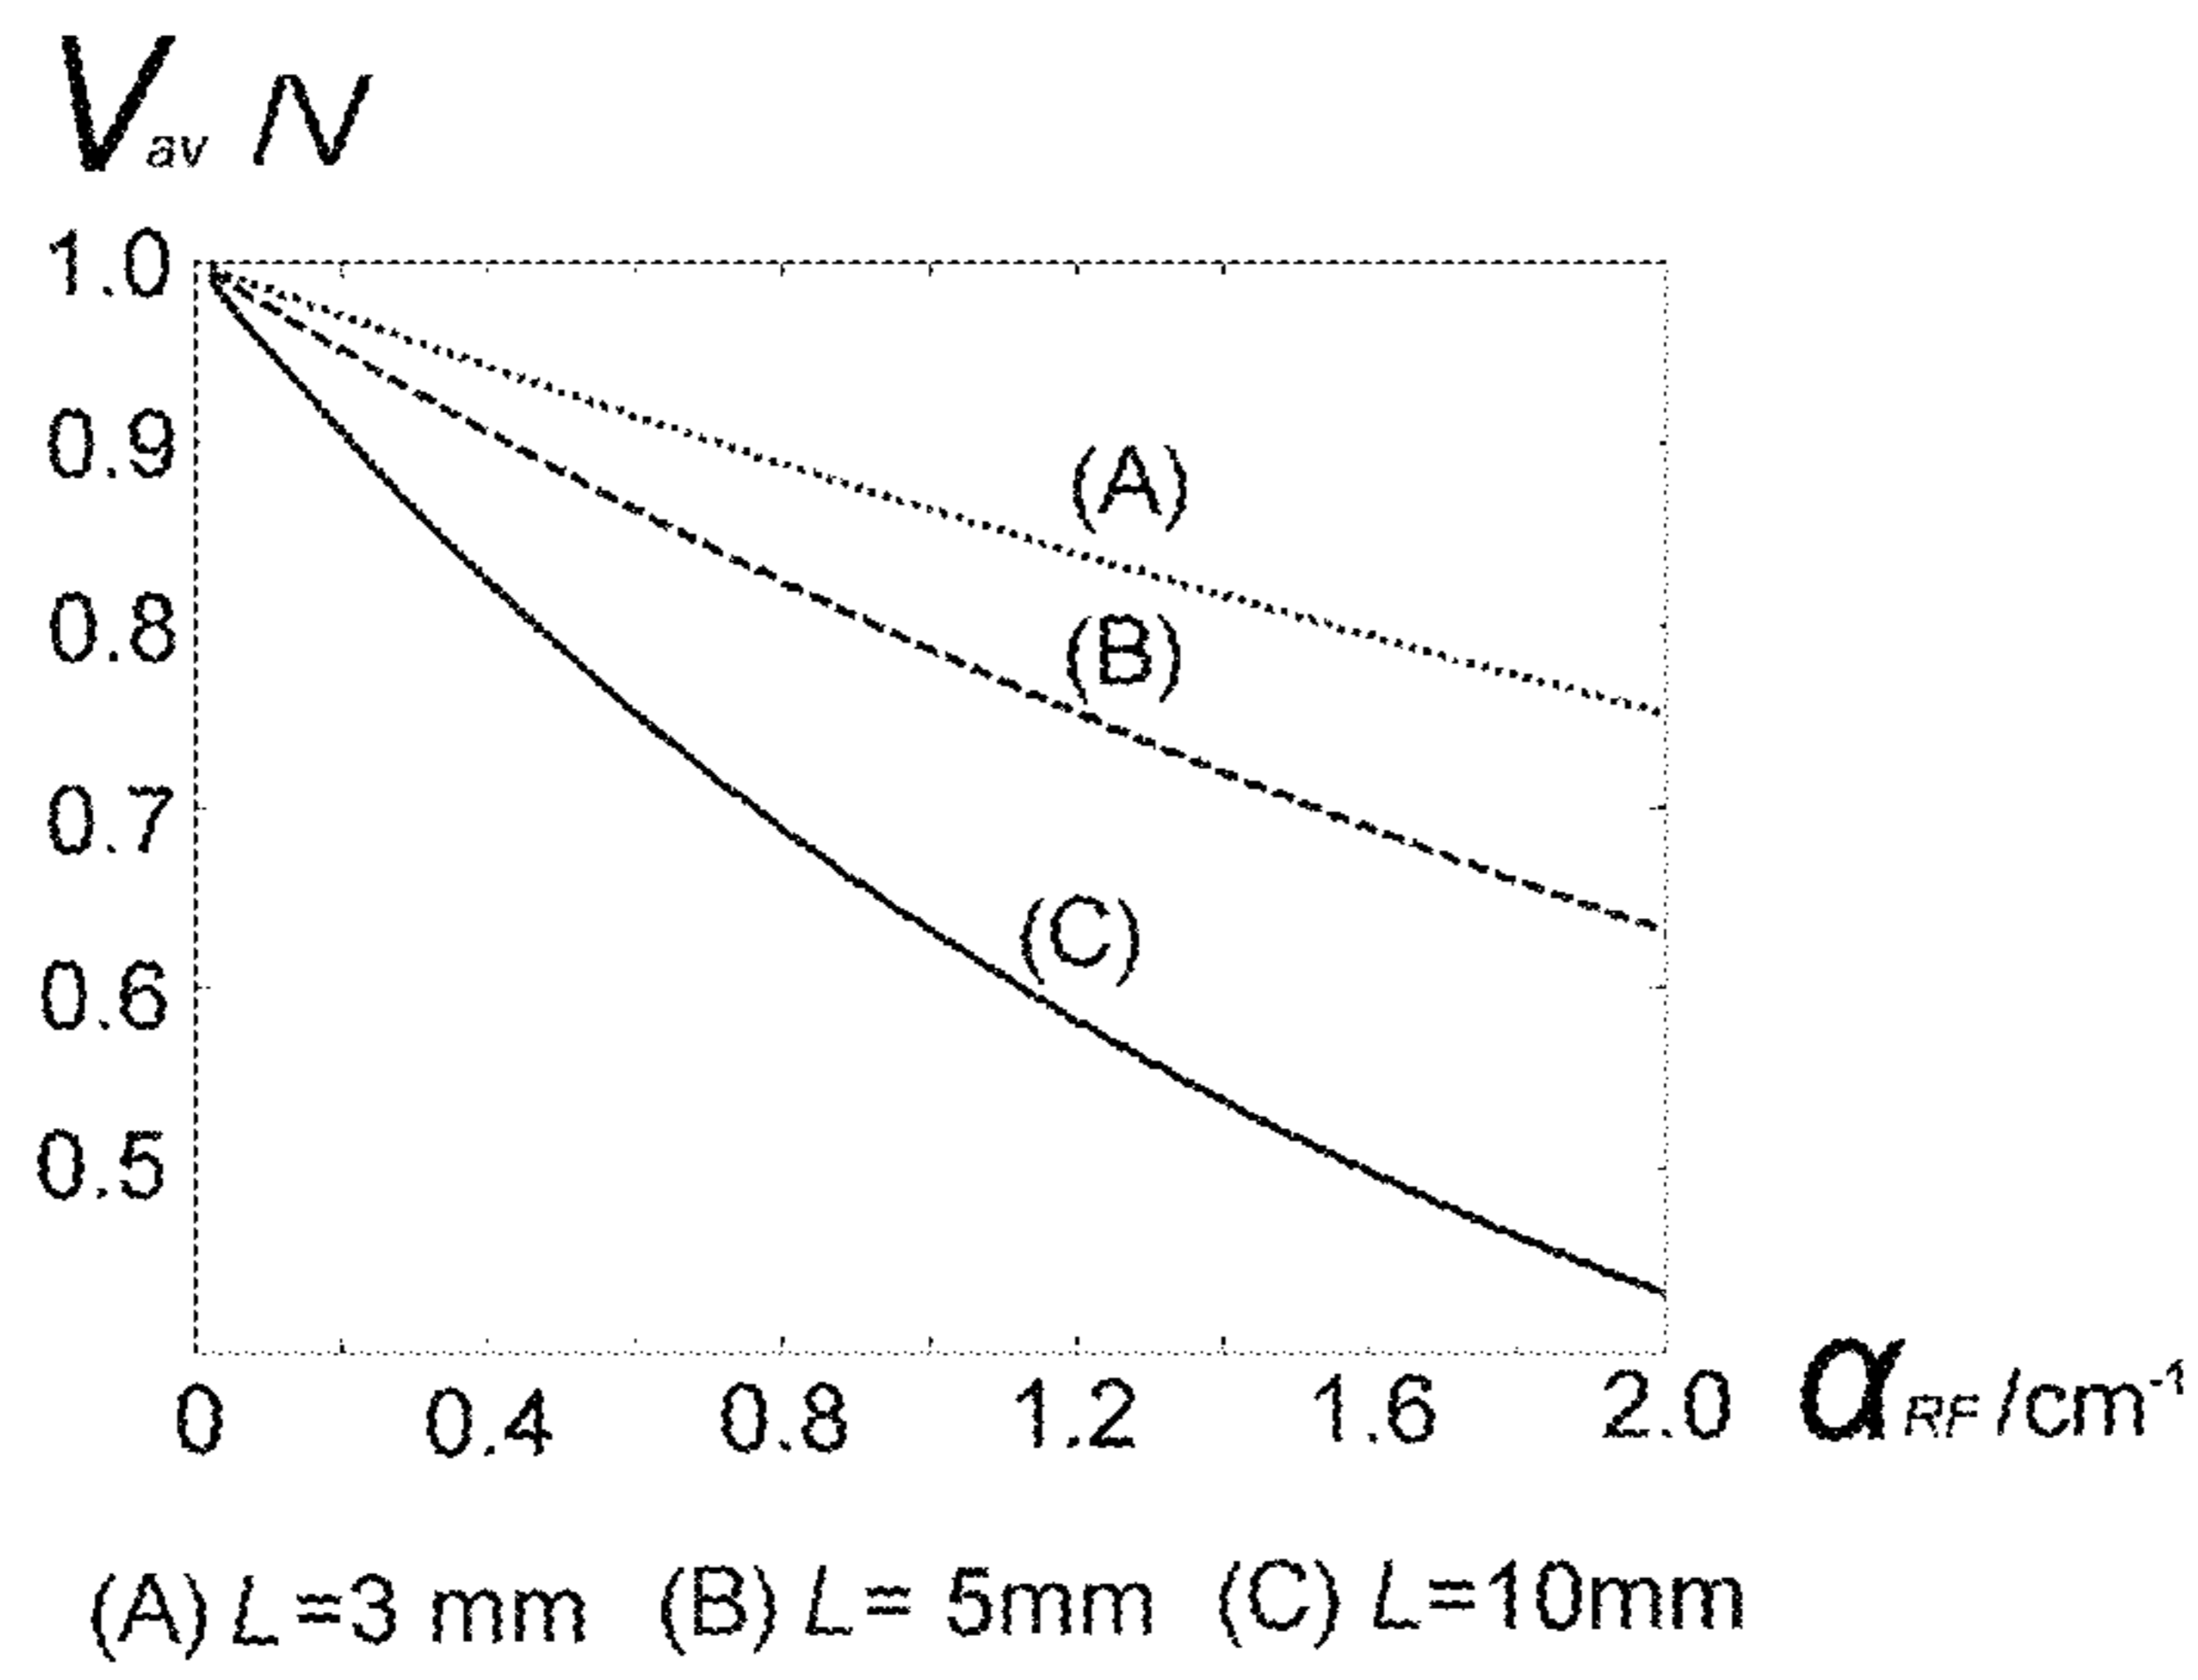 Vav /V
1.0
0.9
(A)
0.8
(B)
0.7
(C)
0.6
0.5
0 0.4 0.8 1.2 1.6 2.0 αRF /cm-1
(A) L =3 mm (B) L = 5mm (C) L=10mm